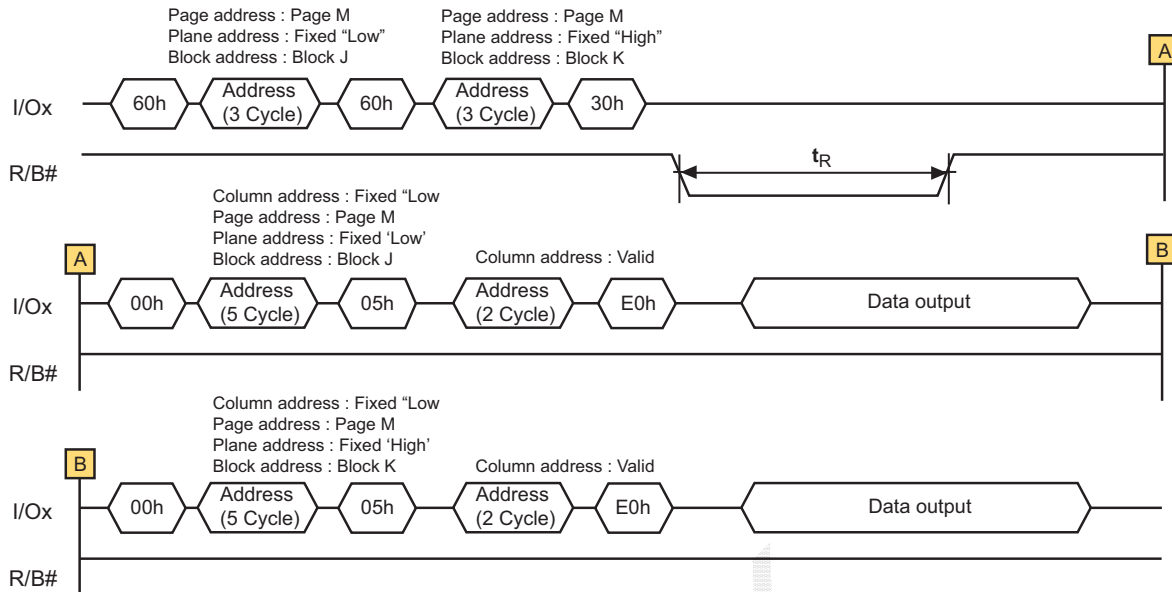 Page address : Page M
Plane address : Fixed “Low”
Block address : Block J
Page address : Page M
Plane address : Fixed “High”
Block address : Block K
A
I/Ox
60h
Address
(3 Cycle)
60h
Address
(3 Cycle)
30h
R/B#
tR
Column address : Fixed “Low
Page address : Page M
Plane address : Fixed ‘Low’
Block address : Block J
Column address : Valid
A
B
I/Ox
00h
Address
(5 Cycle)
05h
Address
(2 Cycle)
E0h
Data output
R/B#
Column address : Fixed “Low
Page address : Page M
Plane address : Fixed ‘High’
Block address : Block K
Column address : Valid
B
I/Ox
00h
Address
(5 Cycle)
05h
Address
(2 Cycle)
E0h
Data output
R/B#